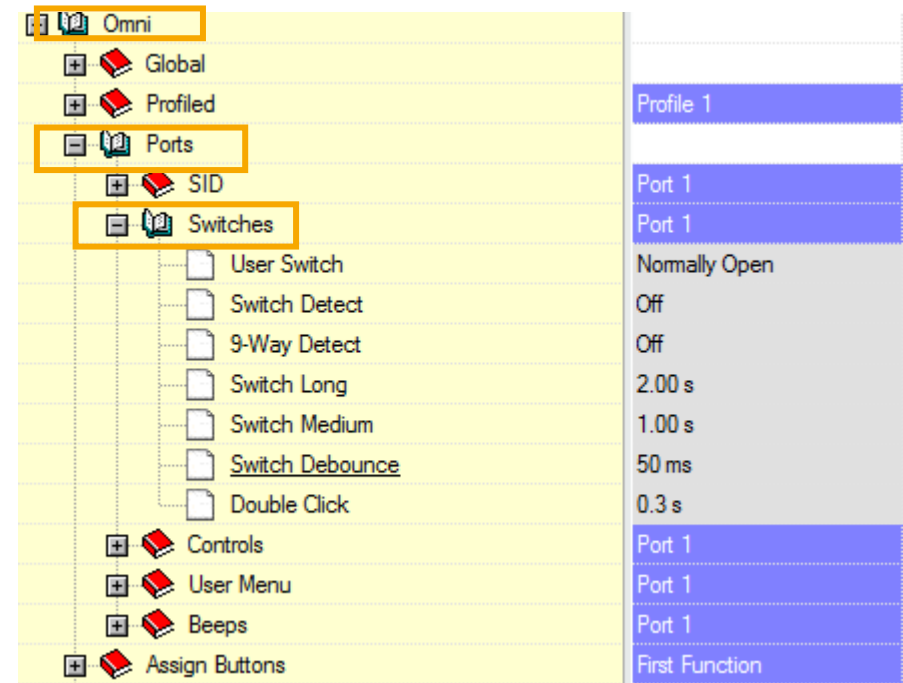 Omni
Global
Profiled Profile 1
Ports
SID Port 1
Switches Port 1
User Switch Normally Open
Switch Detect Off
9-Way Detect Off
Switch Long 2.00 s
Switch Medium 1.00 s
Switch Debounce 50 ms
Double Click 0.3 s
Controls Port 1
User Menu Port 1
Beeps Port 1
Assign Buttons First Function